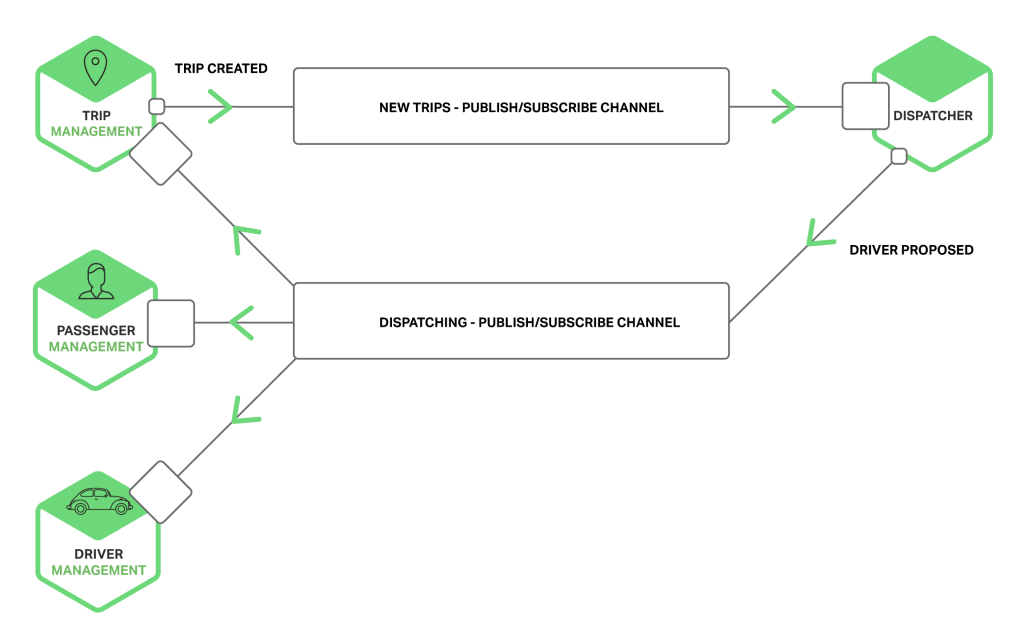 TRIP CREATED
NEW TRIPS - PUBLISH/SUBSCRIBE CHANNEL
TRIP
MANAGEMENT
DISPATCHER
DRIVER PROPOSED
PASSENGER
MANAGEMENT
DISPATCHING - PUBLISH/SUBSCRIBE CHANNEL
DRIVER
MANAGEMENT